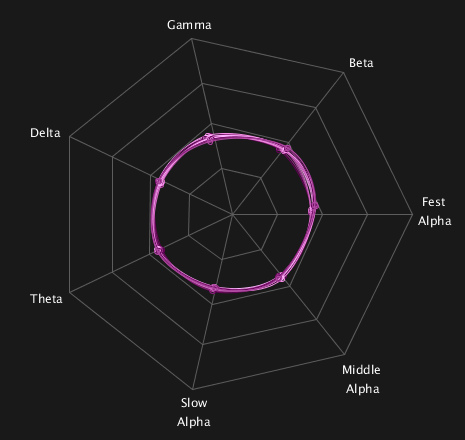 Gamma
Beta
Delta
Fest
Alpha
Theta
Middle
Alpha
Slow
Alpha